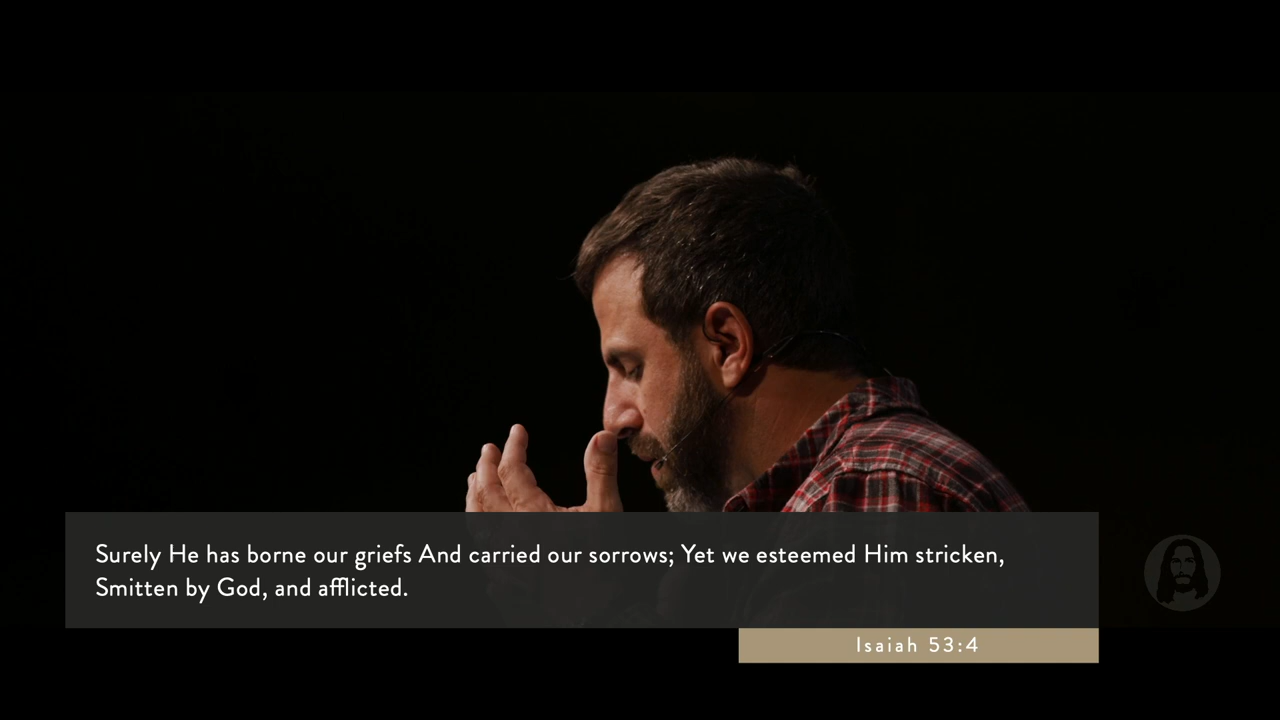 Surely He has borne our griefs And carried our sorrows; Yet we esteemed Him stricken,
Smitten by God, and afflicted.
Isaiah 53:4